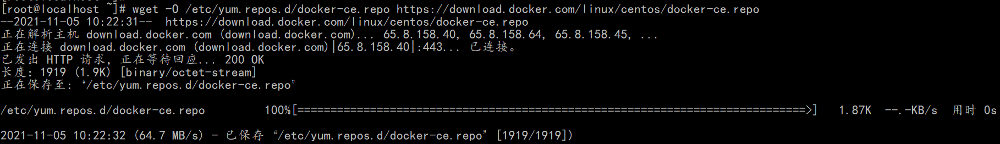 [root@localhost ~]# wget -O /etc/yum.repos.d/docker-ce.repo https://download.docker.com/linux/centos/docker-ce.repo
--2021-11-05 10:22:31--  https://download.docker.com/linux/centos/docker-ce.repo
正在解析主机 download.docker.com (download.docker.com)... 65.8.158.40, 65.8.158.64, 65.8.158.45, ...
正在连接 download.docker.com (download.docker.com)|65.8.158.40|:443... 已连接。
已发出 HTTP 请求，正在等待回应... 200 OK
长度：1919 (1.9K) [binary/octet-stream]
正在保存至: “/etc/yum.repos.d/docker-ce.repo”
/etc/yum.repos.d/docker-ce.repo 100%[=============================================================================>] 1.87K --.-KB/s 用时 0s
2021-11-05 10:22:32 (64.7 MB/s) - 已保存 “/etc/yum.repos.d/docker-ce.repo” [1919/1919])